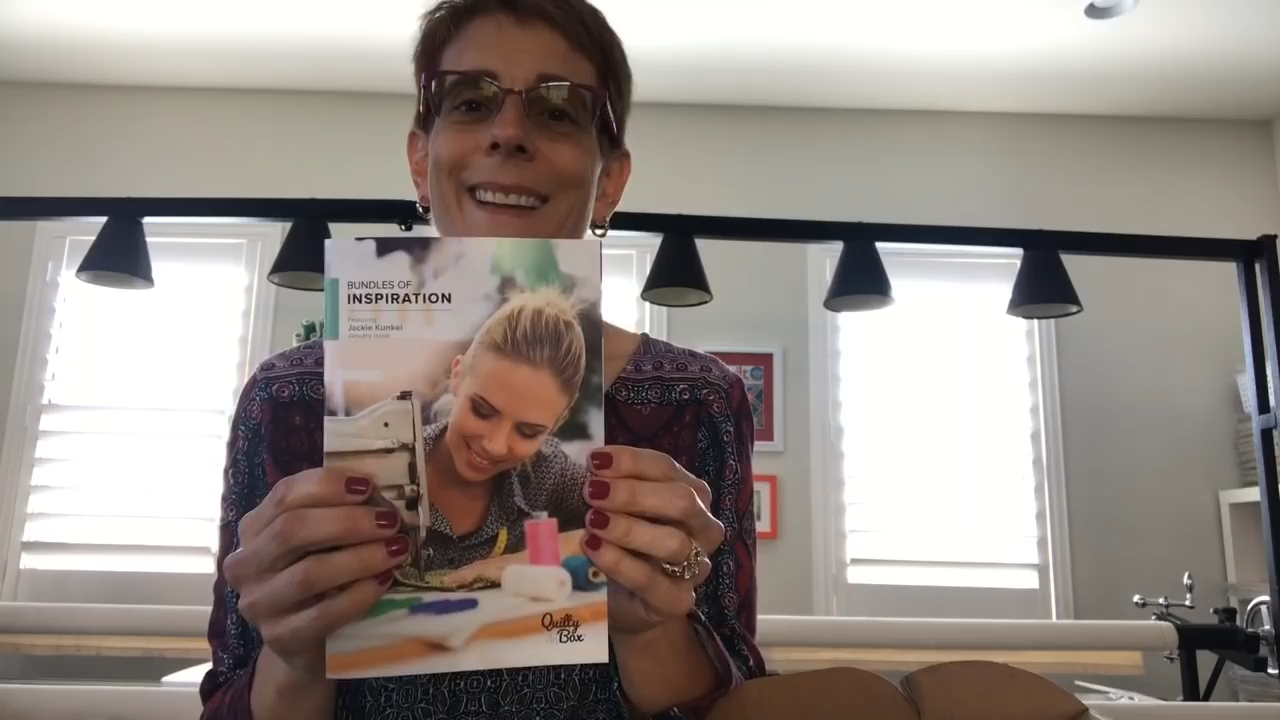 BUNDLES OF
INSPIRATION
Featuring
Jackie Kunkel
January Issue
Quilty
Box